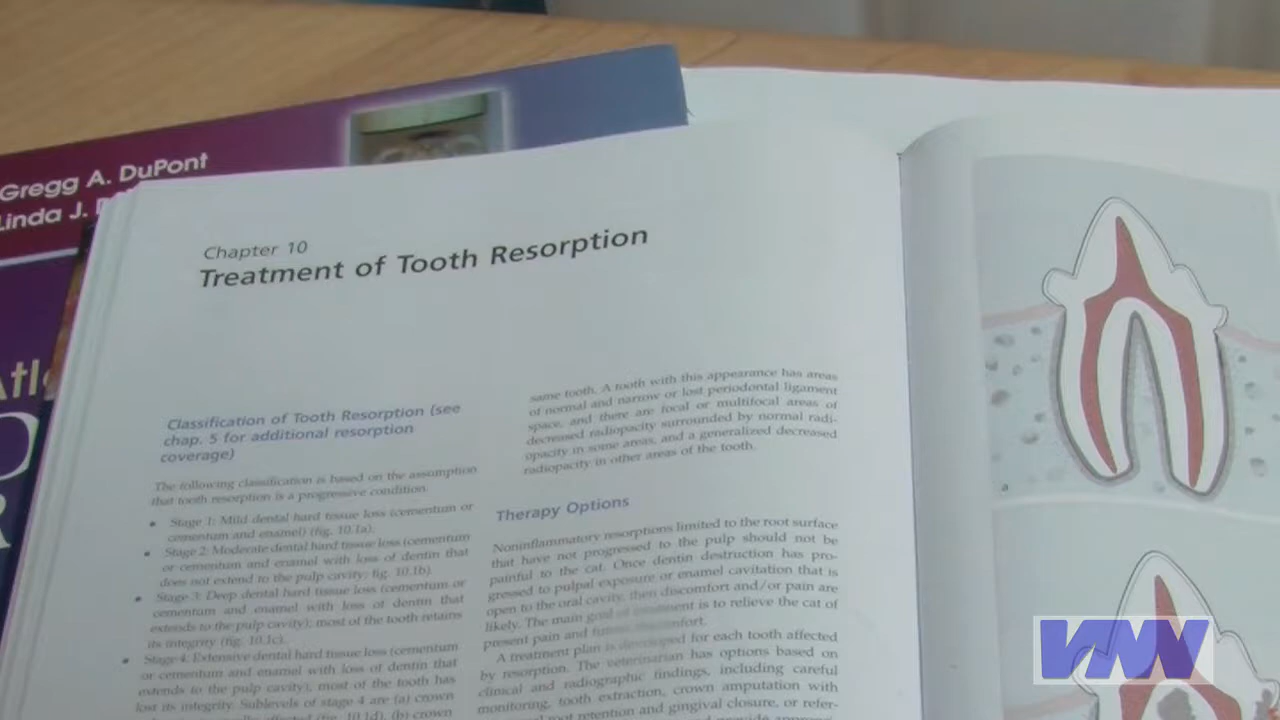 Gregg A. DuPont
Linda J.
Atl
Chapter 10
Treatment of Tooth Resorption
Classification of Tooth Resorption (see
chap. 5 for additional resorption
coverage)
The following classification is based on the assumption
that tooth resorption is a progressive condition.
• Stage 1: Mild dental hard tissue loss (cementum or
cementum and enamel) (fig. 10.1a).
• Stage 2: Moderate dental hard tissue loss (cementum
or cementum and enamel with loss of dentin that
does not extend to the pulp cavity; fig. 10.1b).
• Stage 3: Deep dental hard tissue loss (cementum or
cementum and enamel with loss of dentin that
extends to the pulp cavity); most of the tooth retains
its integrity (fig. 10.1c).
• Stage 4: Extensive dental hard tissue loss (cementum
or cementum and enamel with loss of dentin that
extends to the pulp cavity); most of the tooth has
lost its integrity. Sublevels of stage 4 are (a) crown
affected (fig. 10.1d), (b) crown
same tooth. A tooth with this appearance has areas
of normal and narrow or lost periodontal ligament
space, and there are focal or multifocal areas of
decreased radiopacity surrounded by normal radi-
opacity in some areas, and a generalized decreased
radiopacity in other areas of the tooth.
Therapy Options
Noninflammatory resorptions limited to the root surface
that have not progressed to the pulp should not be
painful to the cat. Once dentin destruction has pro-
gressed to pulpal exposure or enamel cavitation that is
open to the oral cavity, then discomfort and/or pain are
likely. The main goal of treatment is to relieve the cat of
present pain and future discomfort.
A treatment plan is developed for each tooth affected
by resorption. The veterinarian has options based on
clinical and radiographic findings, including careful
monitoring, tooth extraction, crown amputation with
root retention and gingival closure, or refer-
VNN